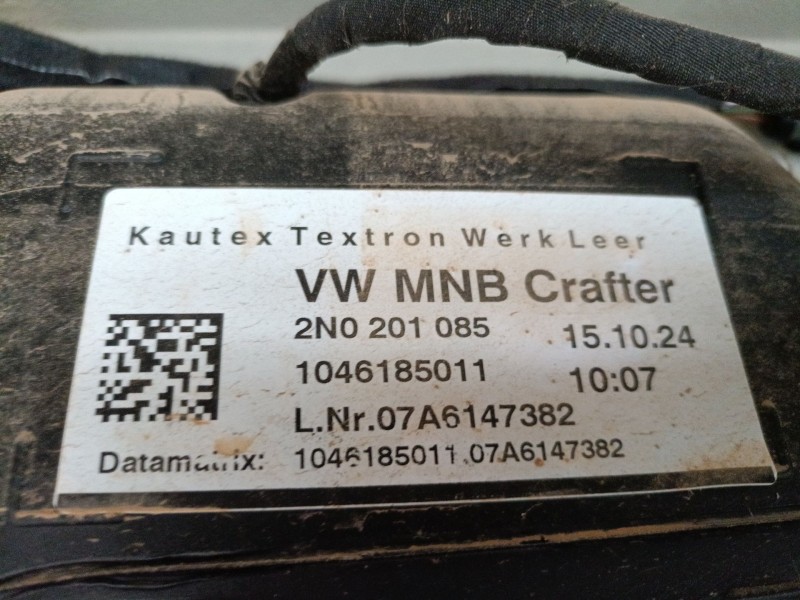 Kautex Textron Werk Leer
VW MNB Crafter
2N0 201 085 15.10.24
1046185011 10:07
L.Nr.07A6147382
Datamatrix: 1046185011.07A6147382